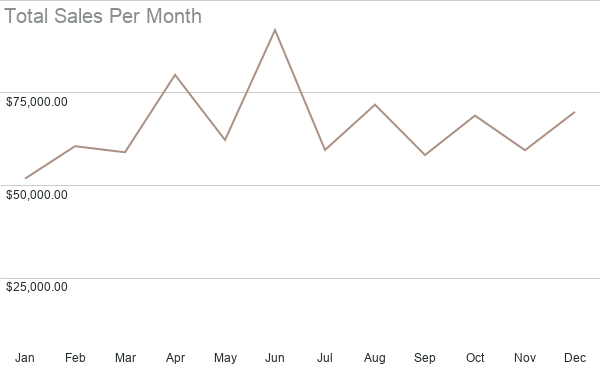 Total Sales Per Month
$75,000.00
$50,000.00
$25,000.00
Jan Feb Mar Apr May Jun Jul Aug Sep Oct Nov Dec